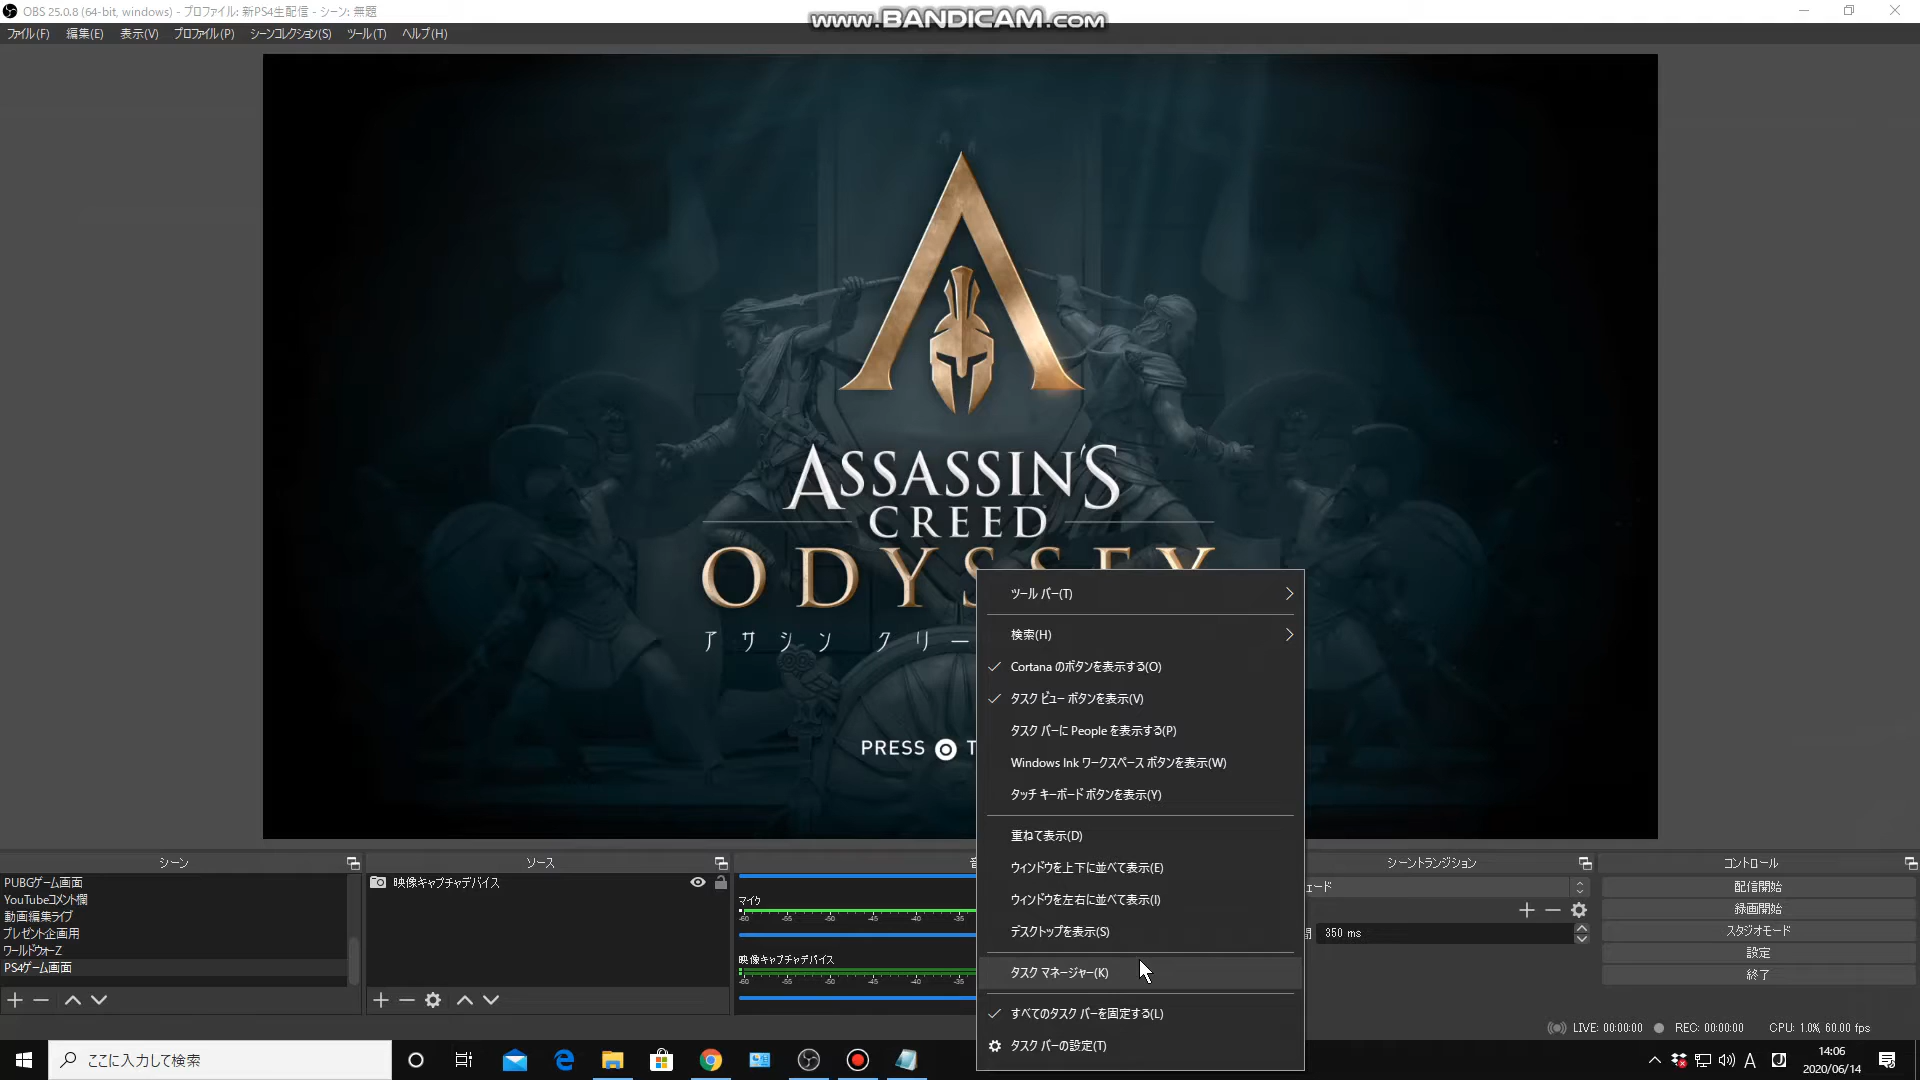 OBS 25.0.8 (64-bit, windows) - プロファイル: 新PS4生配信 - シーン: 無題
www.BANDICAM.com
ファイル(F) 編集(E) 表示(V) プロファイル(P) シーンコレクション(S) ツール(T) ヘルプ(H)
ASSASSIN'S
CREED
ODYSSEY
アサシン クリー
PRESS
ツール バー(T)
検索(H)
Cortana のボタンを表示する(O)
タスク ビュー ボタンを表示(V)
タスク バーに People を表示する(P)
Windows Ink ワークスペース ボタンを表示(W)
タッチ キーボード ボタンを表示(Y)
重ねて表示(D)
ウィンドウを上下に並べて表示(E)
ウィンドウを左右に並べて表示(I)
デスクトップを表示(S)
タスク マネージャー(K)
すべてのタスク バーを固定する(L)
タスク バーの設定(T)
シーン
PUBGゲーム画面
YouTubeコメント欄
動画編集ライブ
プレゼント企画用
ワールドウォーZ
PS4ゲーム画面
ソース
映像キャプチャデバイス
マイク
-60 -55 -50 -45 -40 -35
映像キャプチャデバイス
-60 -55 -50 -45 -40 -35
シーントランジション
ェード
間 350 ms
コントロール
配信開始
録画開始
スタジオモード
設定
終了
LIVE: 00:00:00 REC: 00:00:00 CPU: 1.0%, 60.00 fps
ここに入力して検索
A
14:06
2020/06/14